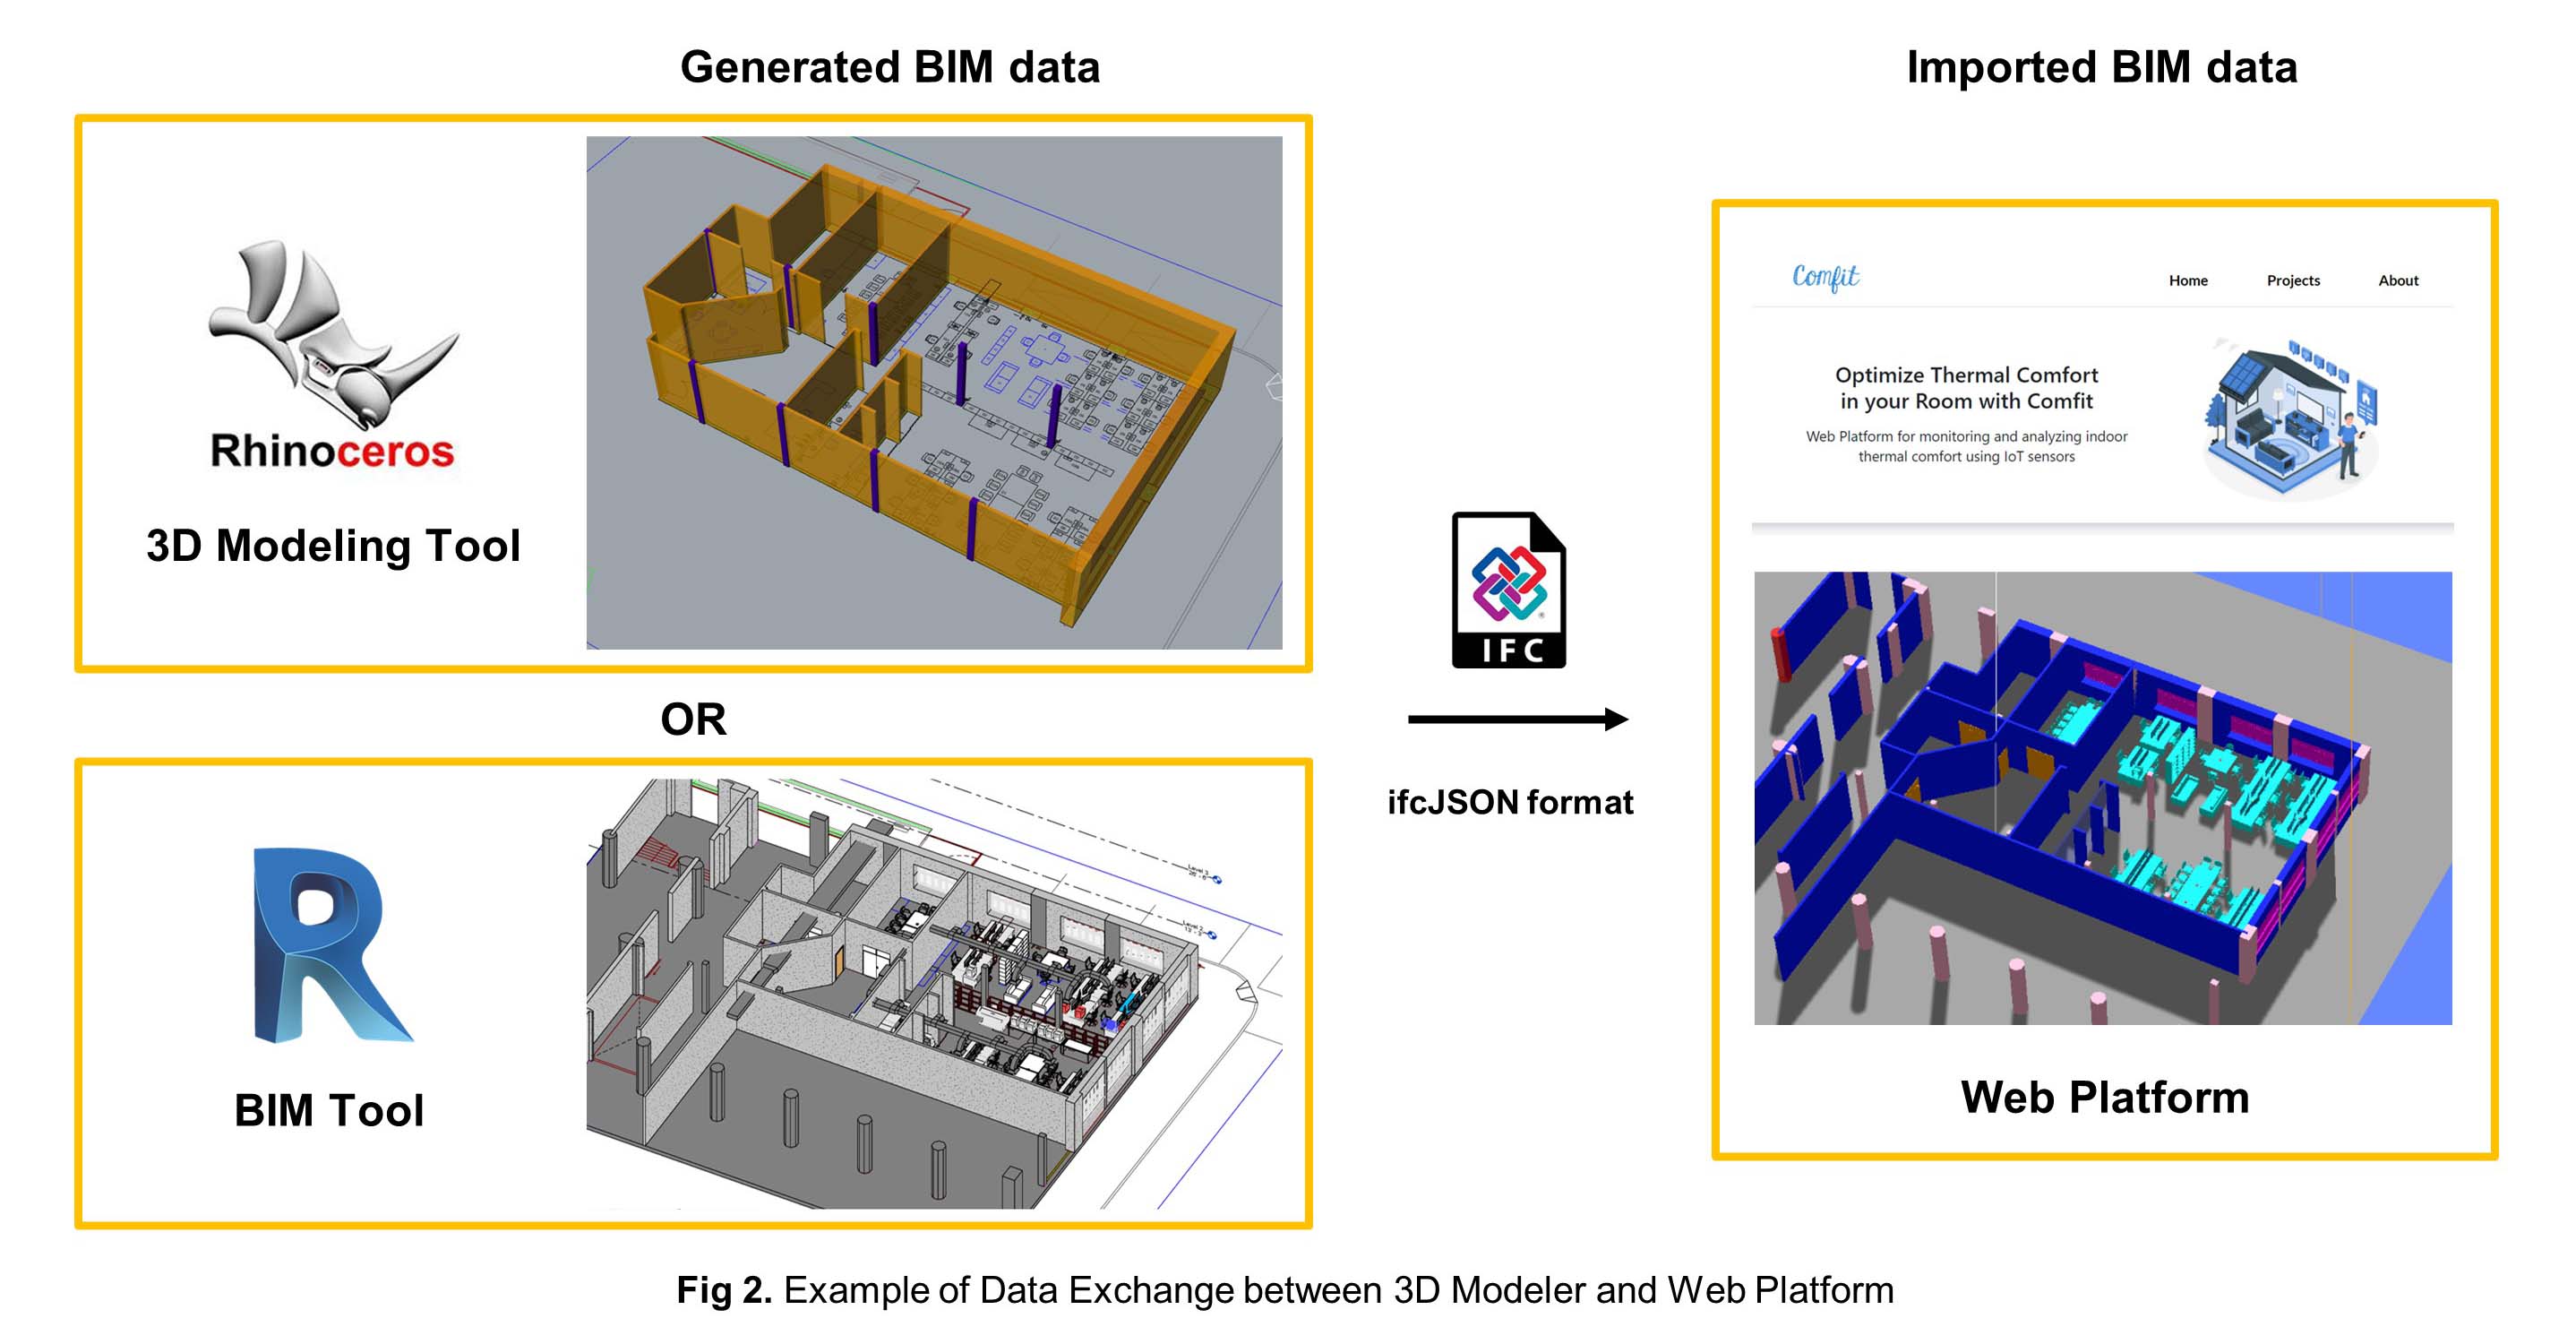 Generated BIM data
Imported BIM data
Rhinoceros
3D Modeling Tool
OR
BIM Tool
IFC
ifcJSON format
Comfit
Home
Projects
About
Optimize Thermal Comfort
in your Room with Comfit
Web Platform for monitoring and analyzing indoor
thermal comfort using IoT sensors
Web Platform
Fig 2. Example of Data Exchange between 3D Modeler and Web Platform